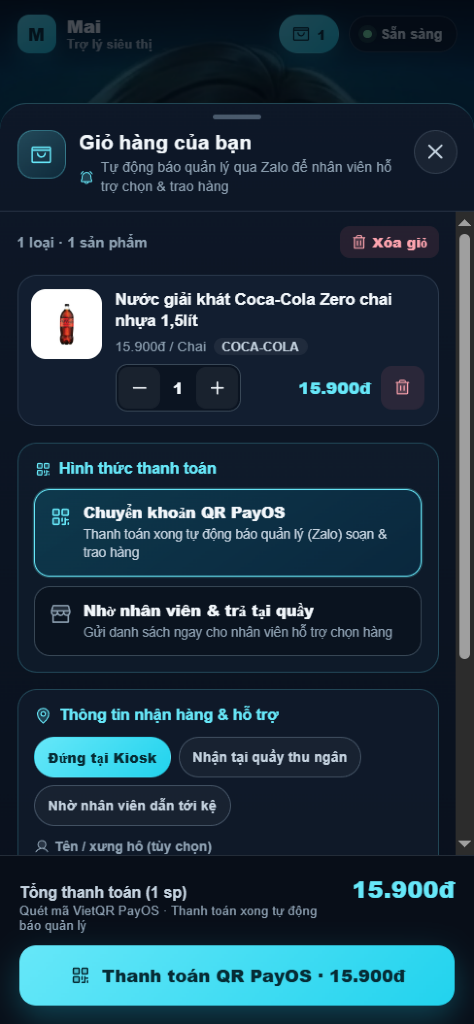 M
Mai
Trợ lý siêu thị
1
Sẵn sàng
Giỏ hàng của bạn
Tự động báo quản lý qua Zalo để nhân viên hỗ
trợ chọn & trao hàng
1 loại · 1 sản phẩm
Xóa giỏ
Nước giải khát Coca-Cola Zero chai
nhựa 1,5lít
15.900đ / Chai COCA-COLA
− 1 + 15.900đ
Hình thức thanh toán
Chuyển khoản QR PayOS
Thanh toán xong tự động báo quản lý (Zalo) soạn &
trao hàng
Nhờ nhân viên & trả tại quầy
Gửi danh sách ngay cho nhân viên hỗ trợ chọn hàng
Thông tin nhận hàng & hỗ trợ
Đứng tại Kiosk
Nhận tại quầy thu ngân
Nhờ nhân viên dẫn tới kệ
Tên / xưng hô (tùy chọn)
Tổng thanh toán (1 sp)
15.900đ
Quét mã VietQR PayOS · Thanh toán xong tự động
báo quản lý
Thanh toán QR PayOS · 15.900đ